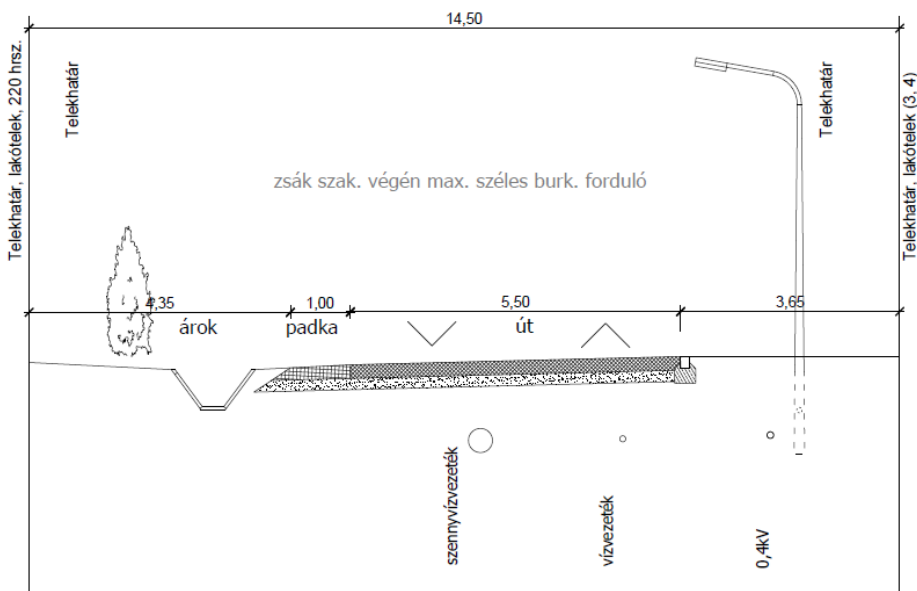 14,50
Telekhatár, lakótelek, 220 hrsz.
Telekhatár
Telekhatár
Telekhatár, lakótelek (3, 4)
zsák szak. végén max. széles burk. forduló
4,35
1,00
5,50
3,65
árok
padka
út
szennyvízvezeték
vízvezeték
0,4kV